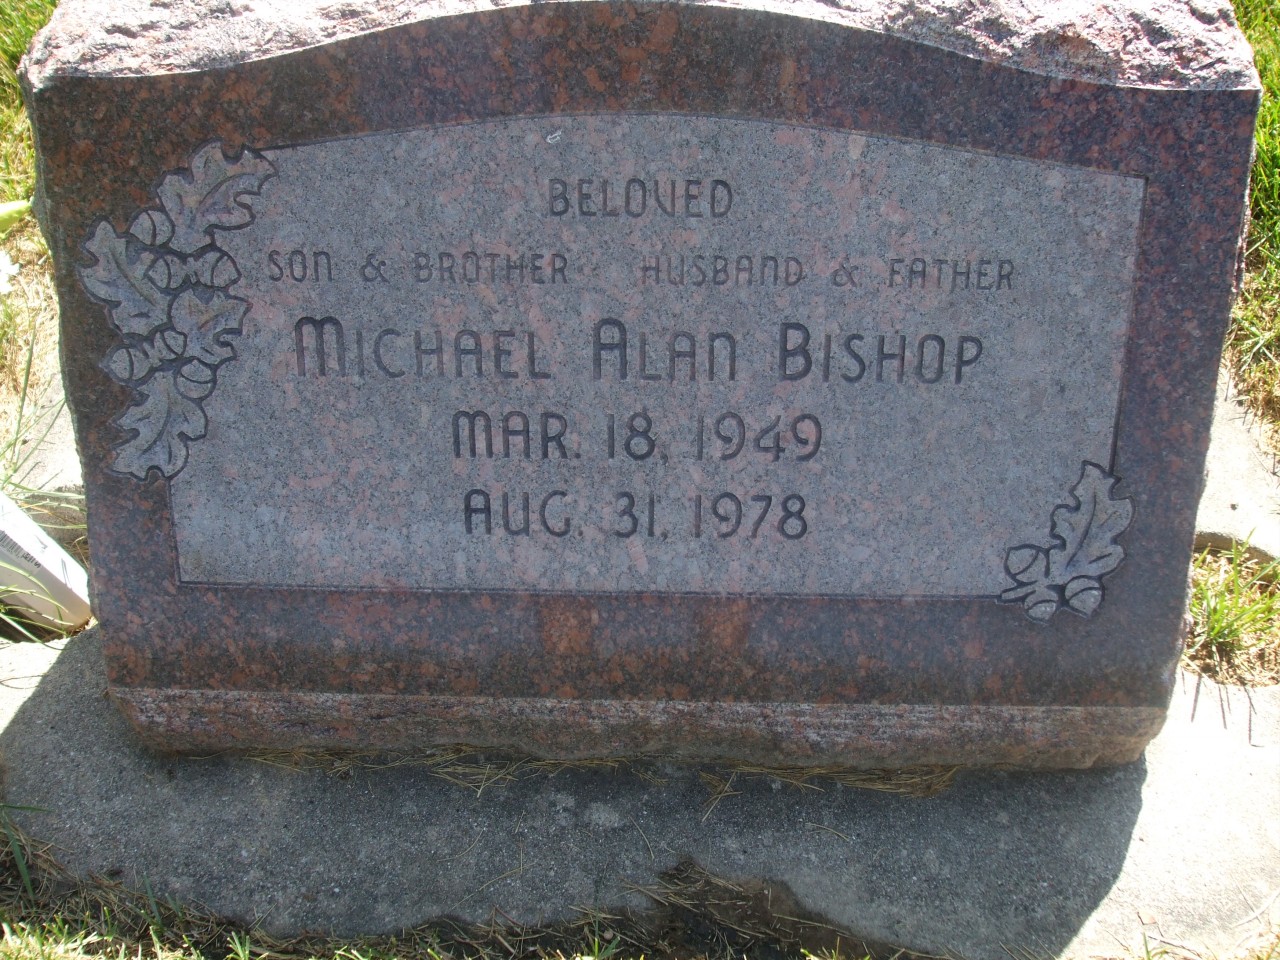 BELOVED
SON & BROTHER HUSBAND & FATHER
MICHAEL ALAN BISHOP
MAR. 18, 1949
AUG. 31, 1978